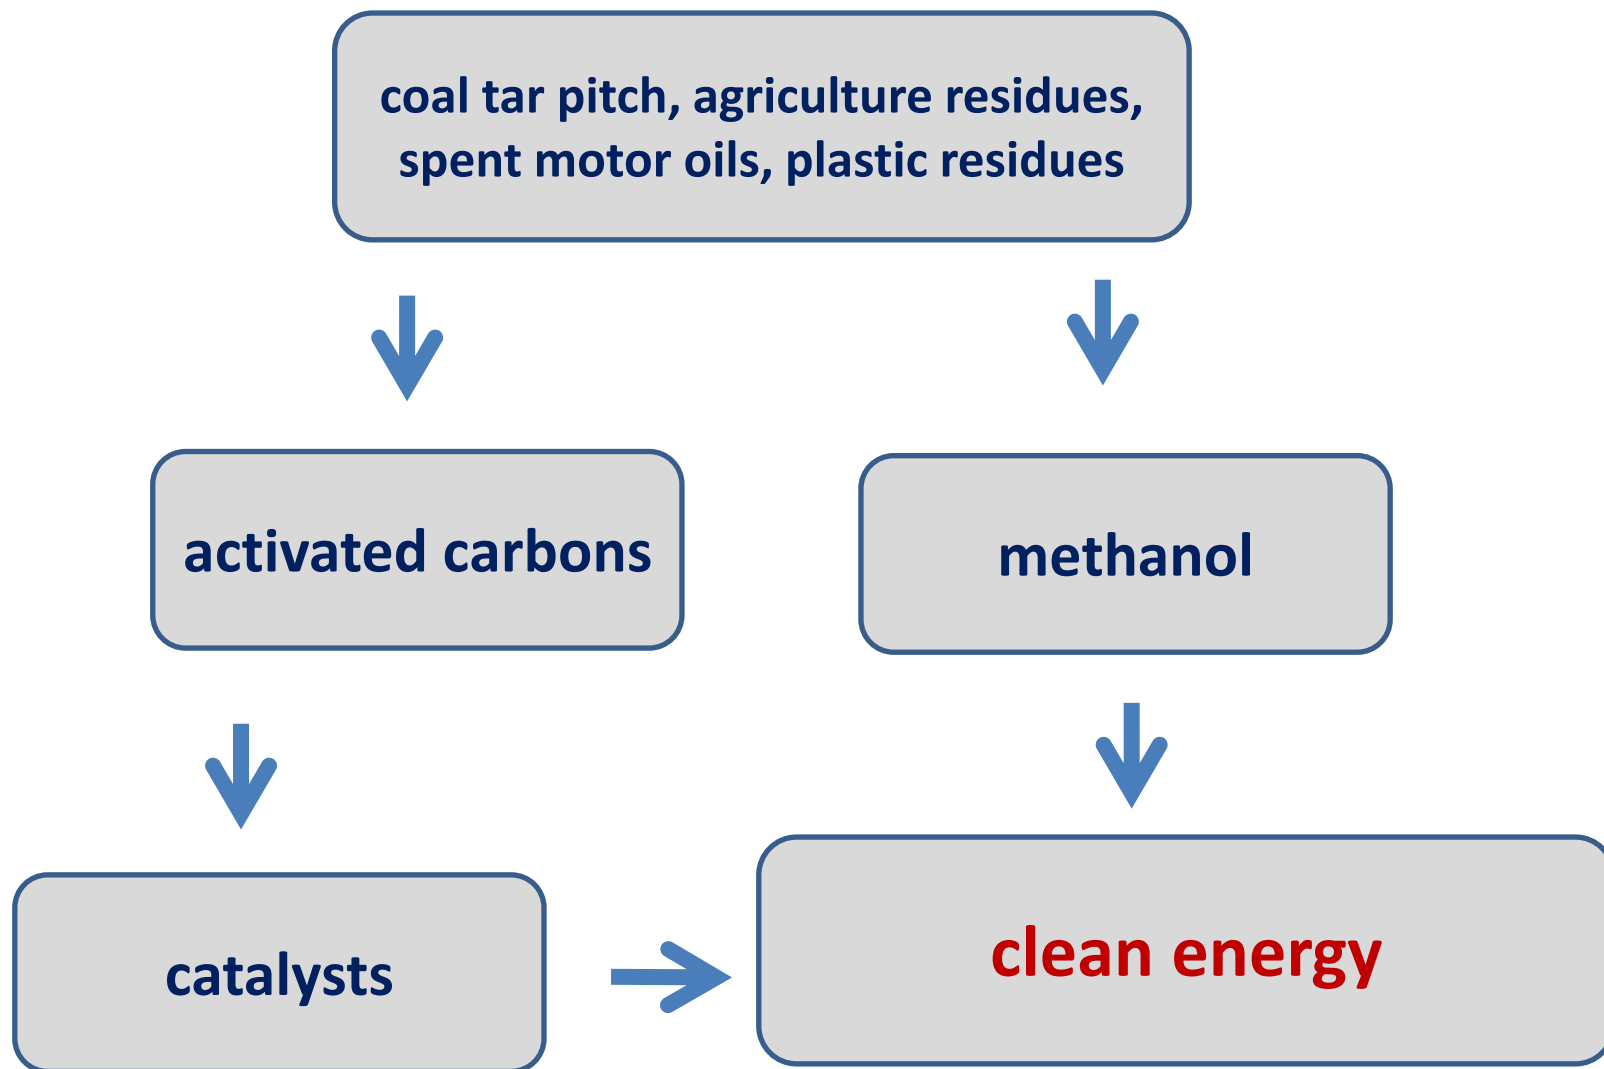 coal tar pitch, agriculture residues,
spent motor oils, plastic residues
activated carbons
methanol
catalysts
clean energy